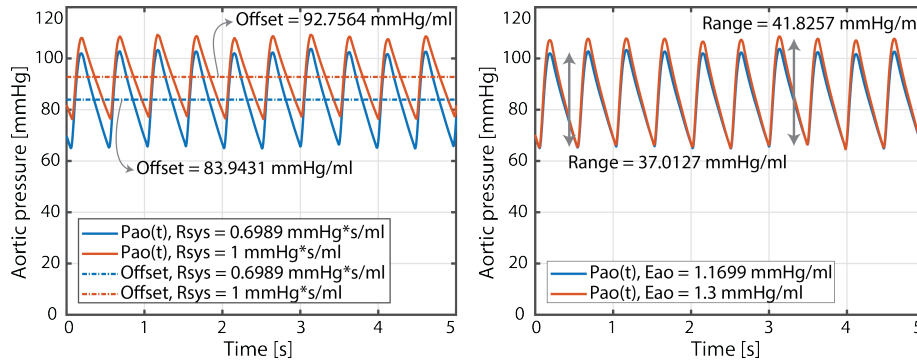 Offset = 92.7564 mmHg/ml
120
100
80
60
40
20
0
Aortic pressure [mmHg]
Offset = 83.9431 mmHg/ml
Pao(t), Rsys = 0.6989 mmHg*s/ml
Pao(t), Rsys = 1 mmHg*s/ml
Offset, Rsys = 0.6989 mmHg*s/ml
Offset, Rsys = 1 mmHg*s/ml
0 1 2 3 4 5
Time [s]
Range = 41.8257 mmHg/m
120
100
80
60
40
20
0
Aortic pressure [mmHg]
Range = 37.0127 mmHg/ml
Pao(t), Eao = 1.1699 mmHg/ml
Pao(t), Eao = 1.3 mmHg/ml
0 1 2 3 4 5
Time [s]